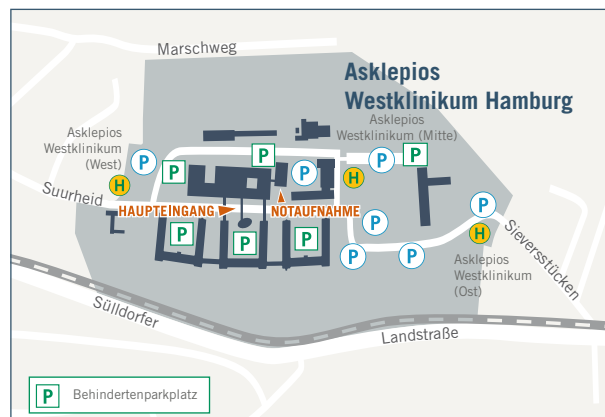 Marschweg
Asklepios
Westklinikum Hamburg
Asklepios
Westklinikum (Mitte)
Asklepios
Westklinikum
(West)
P
P
P
P
P
P
H
H
Suurheid
HAUPTEINGANG
NOTAUFNAHME
P
P
P
P
P
P
P
H
Sieversstücken
Asklepios
Westklinikum
(Ost)
Sülldorfer
Landstraße
P Behindertenparkplatz